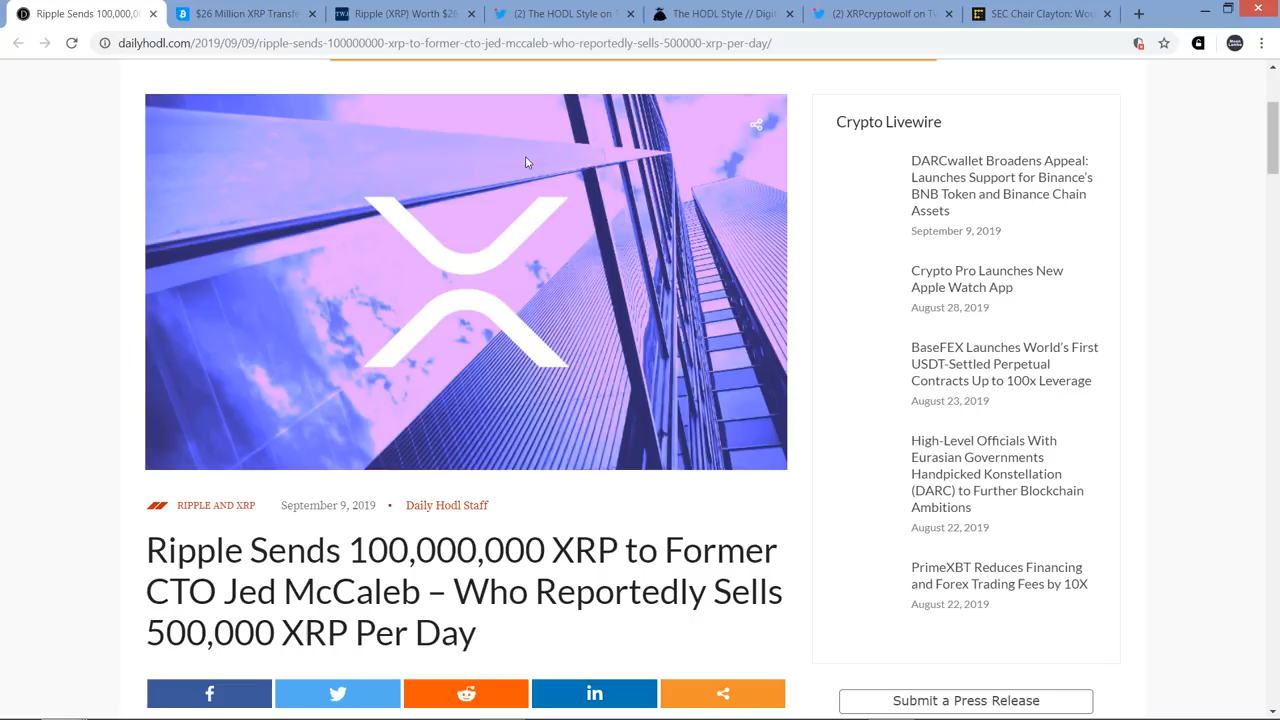 Ripple Sends 100,000,00
$26 Million XRP Transf
Ripple (XRP) Worth $26
(2) The HODL Style on
The HODL Style // Digit
(2) XRPcryptowolf on Tw
SEC Chair Clayton: Wou
dailyhodl.com/2019/09/09/ripple-sends-100000000-xrp-to-former-cto-jed-mccaleb-who-reportedly-sells-500000-xrp-per-day/
Crypto Livewire
DARCwallet Broadens Appeal:
Launches Support for Binance's
BNB Token and Binance Chain
Assets
September 9, 2019
Crypto Pro Launches New
Apple Watch App
August 28, 2019
BaseFEX Launches World's First
USDT-Settled Perpetual
Contracts Up to 100x Leverage
August 23, 2019
High-Level Officials With
Eurasian Governments
Handpicked Konstellation
(DARC) to Further Blockchain
Ambitions
August 22, 2019
PrimeXBT Reduces Financing
and Forex Trading Fees by 10X
August 22, 2019
Submit a Press Release
RIPPLE AND XRP September 9, 2019 • Daily Hodl Staff
Ripple Sends 100,000,000 XRP to Former
CTO Jed McCaleb – Who Reportedly Sells
500,000 XRP Per Day